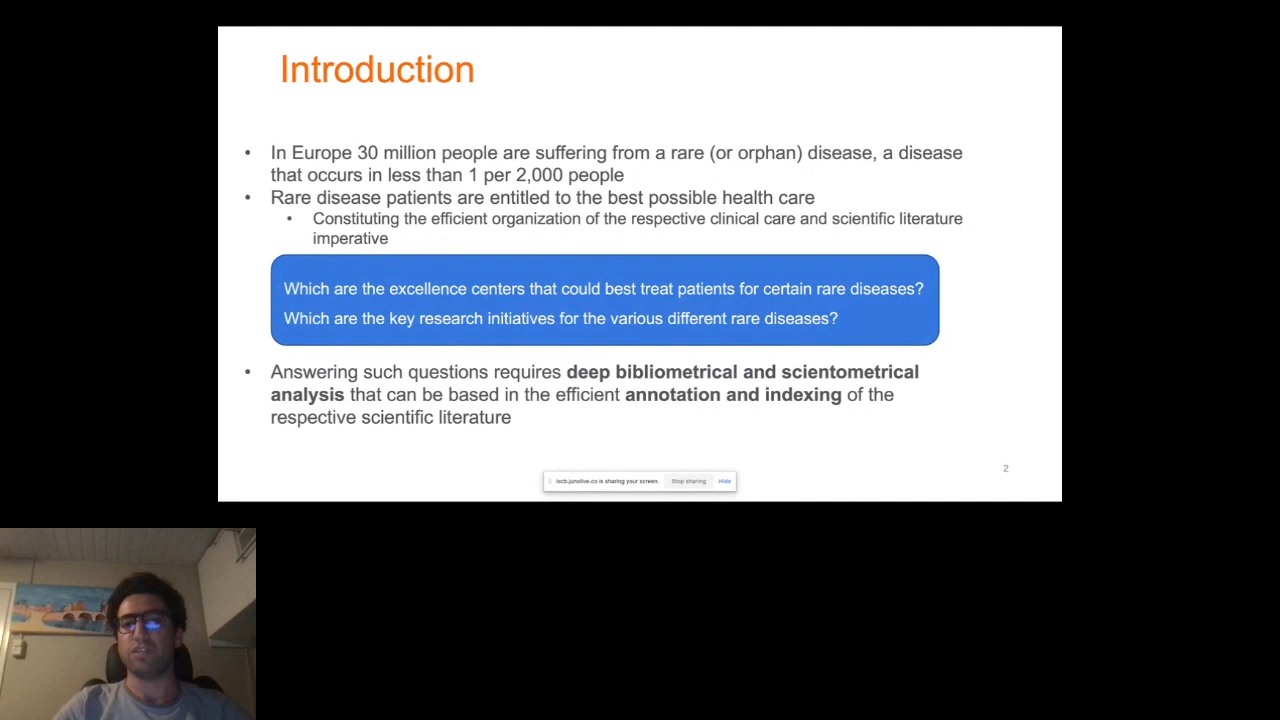 Introduction
• In Europe 30 million people are suffering from a rare (or orphan) disease, a disease
that occurs in less than 1 per 2,000 people
• Rare disease patients are entitled to the best possible health care
• Constituting the efficient organization of the respective clinical care and scientific literature
imperative
Which are the excellence centers that could best treat patients for certain rare diseases?
Which are the key research initiatives for the various different rare diseases?
• Answering such questions requires deep bibliometrical and scientometrical
analysis that can be based in the efficient annotation and indexing of the
respective scientific literature
2
iscb.junolive.co is sharing your screen. Stop sharing Hide